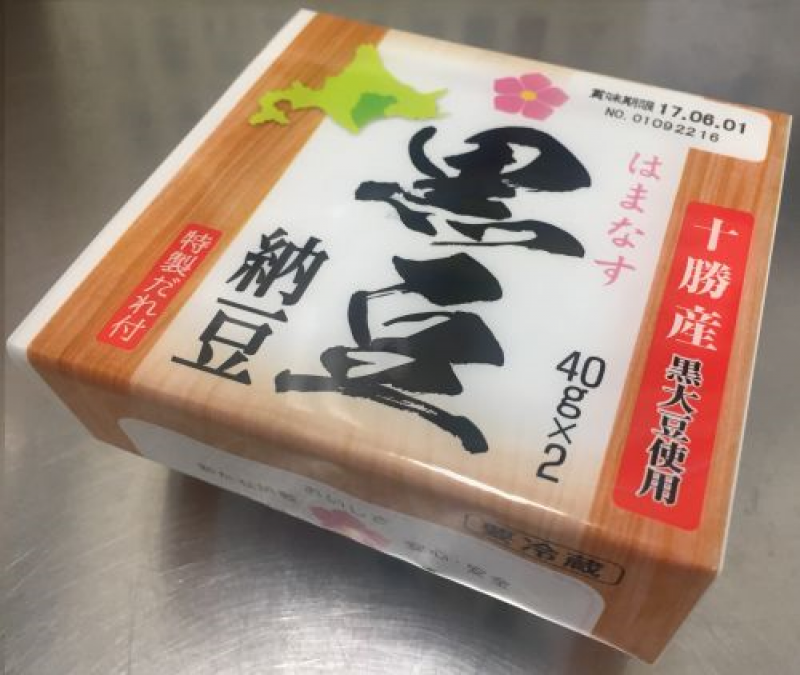 賞味期限 17.06.01
NO. 01092216
はまなす
黒豆
納豆
十勝産
黒大豆使用
特製だれ付
40g×2
要冷蔵